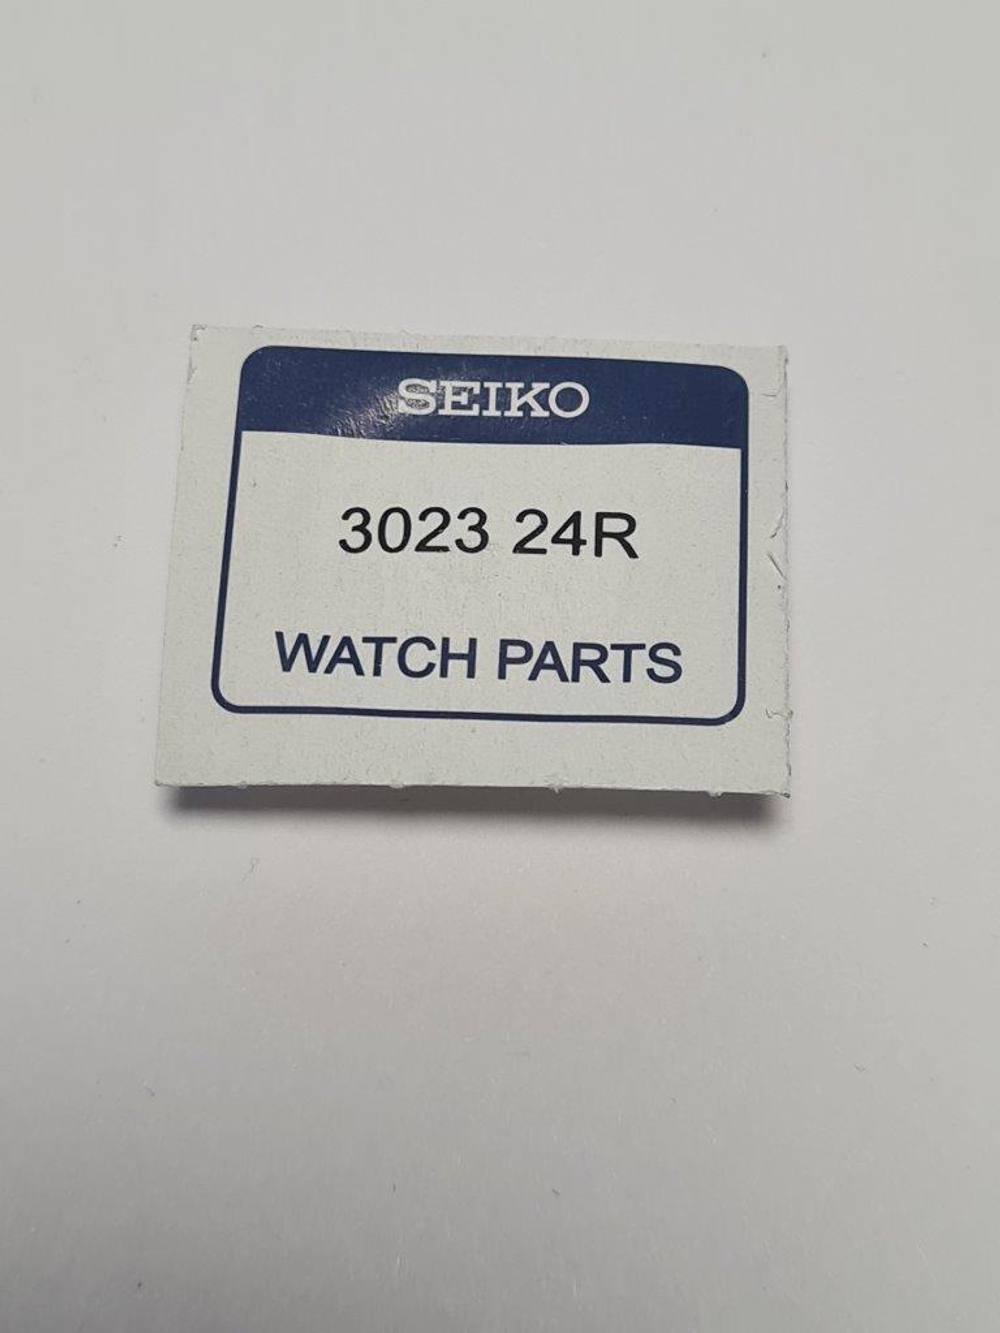 SEIKO
3023 24R
WATCH PARTS